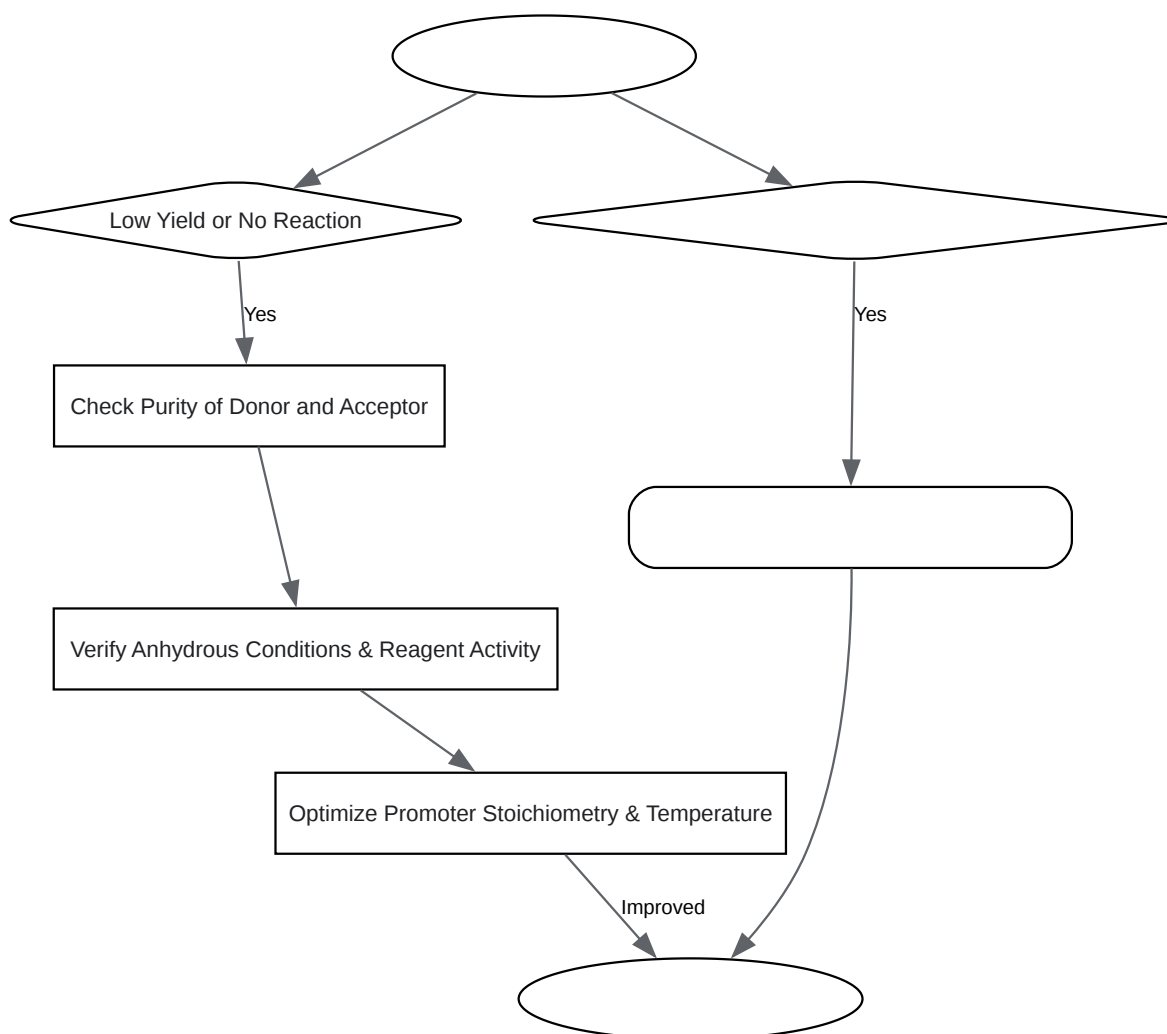 Low Yield or No Reaction
Yes
Yes
Check Purity of Donor and Acceptor
Verify Anhydrous Conditions & Reagent Activity
Optimize Promoter Stoichiometry & Temperature
Improved